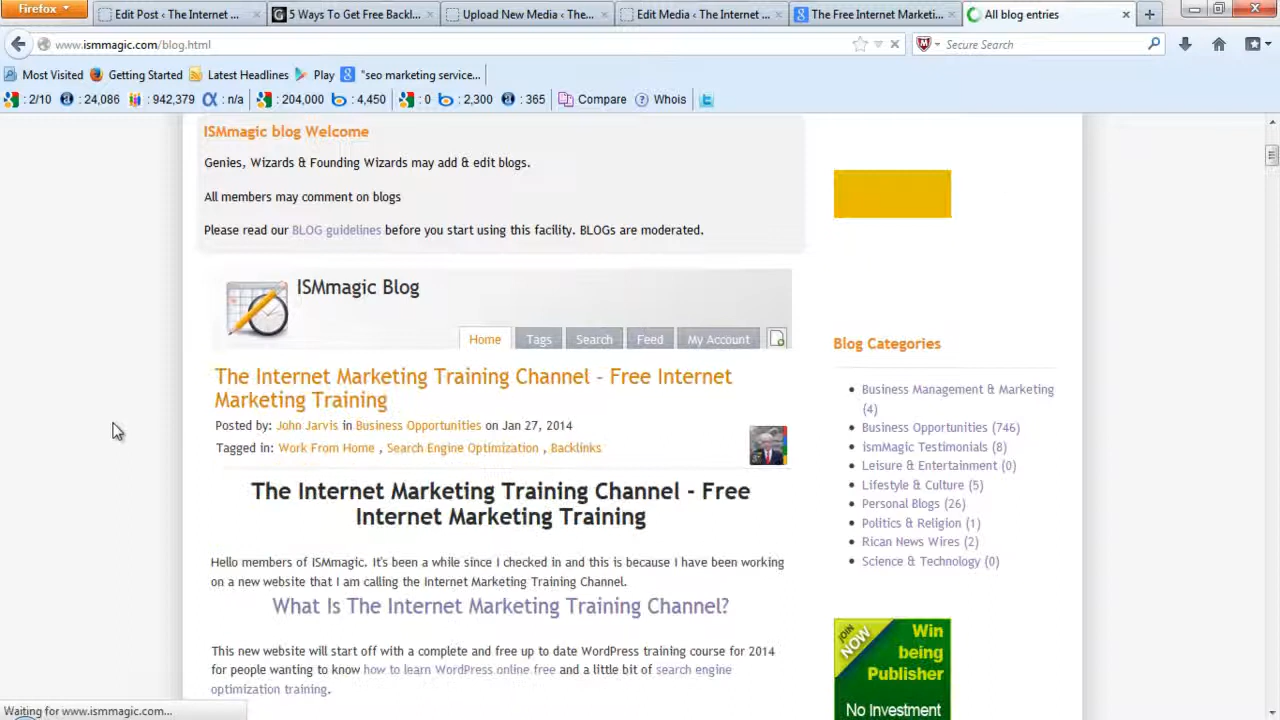 Firefox
Edit Post ‹ The Internet ...
5 Ways To Get Free Backl...
Upload New Media ‹ The...
Edit Media ‹ The Internet ...
The Free Internet Marketi...
All blog entries
www.ismmagic.com/blog.html
Secure Search
Most Visited
Getting Started
Latest Headlines
Play
"seo marketing service...
: 2/10
: 24,086
: 942,379
: n/a
: 204,000
: 4,450
: 0
: 2,300
: 365
Compare
Whois
ISMmagic blog Welcome
Genies, Wizards & Founding Wizards may add & edit blogs.
All members may comment on blogs
Please read our BLOG guidelines before you start using this facility. BLOGs are moderated.
ISMmagic Blog
Home
Tags
Search
Feed
My Account
The Internet Marketing Training Channel - Free Internet
Marketing Training
Posted by: John Jarvis in Business Opportunities on Jan 27, 2014
Tagged in: Work From Home , Search Engine Optimization , Backlinks
The Internet Marketing Training Channel - Free
Internet Marketing Training
Hello members of ISMmagic. It's been a while since I checked in and this is because I have been working
on a new website that I am calling the Internet Marketing Training Channel.
What Is The Internet Marketing Training Channel?
This new website will start off with a complete and free up to date WordPress training course for 2014
for people wanting to know how to learn WordPress online free and a little bit of search engine
optimization training.
Blog Categories
Business Management & Marketing
(4)
Business Opportunities (746)
ismMagic Testimonials (8)
Leisure & Entertainment (0)
Lifestyle & Culture (5)
Personal Blogs (26)
Politics & Religion (1)
Rican News Wires (2)
Science & Technology (0)
JOIN
NOW
Win
being
Publisher
No Investment
Waiting for www.ismmagic.com...